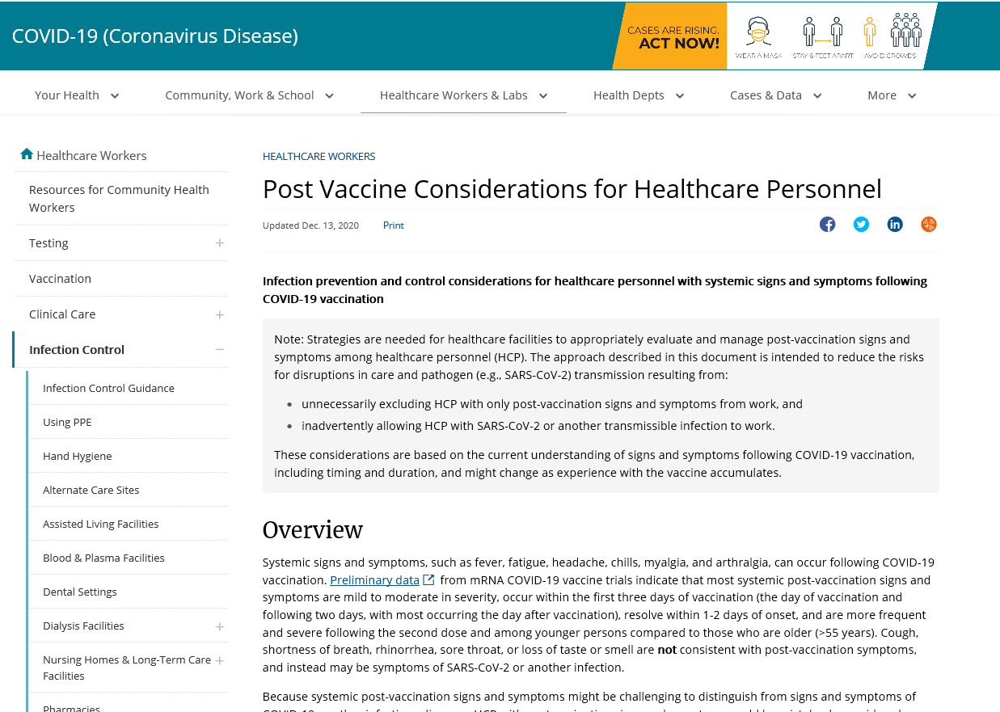 COVID-19 (Coronavirus Disease)
CASES ARE RISING.
ACT NOW!
WEAR A MASK
STAY 6 FEET APART
AVOID CROWDS
Your Health
Community, Work & School
Healthcare Workers & Labs
Health Depts
Cases & Data
More
Healthcare Workers
Resources for Community Health
Workers
Testing
Vaccination
Clinical Care
Infection Control
Infection Control Guidance
Using PPE
Hand Hygiene
Alternate Care Sites
Assisted Living Facilities
Blood & Plasma Facilities
Dental Settings
Dialysis Facilities
Nursing Homes & Long-Term Care
Facilities
Pharmacies
HEALTHCARE WORKERS
Post Vaccine Considerations for Healthcare Personnel
Updated Dec. 13, 2020 Print
Infection prevention and control considerations for healthcare personnel with systemic signs and symptoms following
COVID-19 vaccination
Note: Strategies are needed for healthcare facilities to appropriately evaluate and manage post-vaccination signs and
symptoms among healthcare personnel (HCP). The approach described in this document is intended to reduce the risks
for disruptions in care and pathogen (e.g., SARS-CoV-2) transmission resulting from:
• unnecessarily excluding HCP with only post-vaccination signs and symptoms from work, and
• inadvertently allowing HCP with SARS-CoV-2 or another transmissible infection to work.
These considerations are based on the current understanding of signs and symptoms following COVID-19 vaccination,
including timing and duration, and might change as experience with the vaccine accumulates.
Overview
Systemic signs and symptoms, such as fever, fatigue, headache, chills, myalgia, and arthralgia, can occur following COVID-19
vaccination. Preliminary data from mRNA COVID-19 vaccine trials indicate that most systemic post-vaccination signs and
symptoms are mild to moderate in severity, occur within the first three days of vaccination (the day of vaccination and
following two days, with most occurring the day after vaccination), resolve within 1-2 days of onset, and are more frequent
and severe following the second dose and among younger persons compared to those who are older (>55 years). Cough,
shortness of breath, rhinorrhea, sore throat, or loss of taste or smell are not consistent with post-vaccination symptoms,
and instead may be symptoms of SARS-CoV-2 or another infection.
Because systemic post-vaccination signs and symptoms might be challenging to distinguish from signs and symptoms of